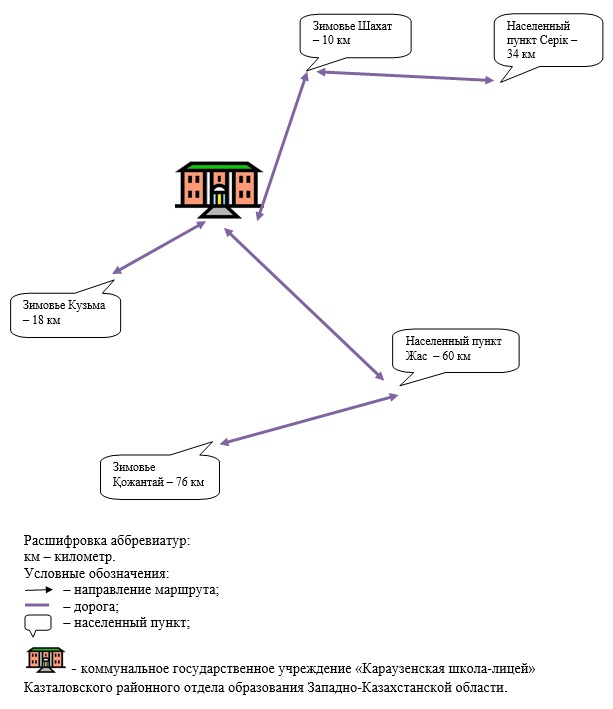 Зимовье Шахат
– 10 км
Населенный
пункт Серік –
34 км
Зимовье Кузьма
– 18 км
Населенный пункт
Жас – 60 км
Зимовье
Қожантай – 76 км
Расшифровка аббревиатур:
км – километр.
Условные обозначения:
– направление маршрута;
– дорога;
– населенный пункт;
- коммунальное государственное учреждение «Караузенская школа-лицей»
Казталовского районного отдела образования Западно-Казахстанской области.